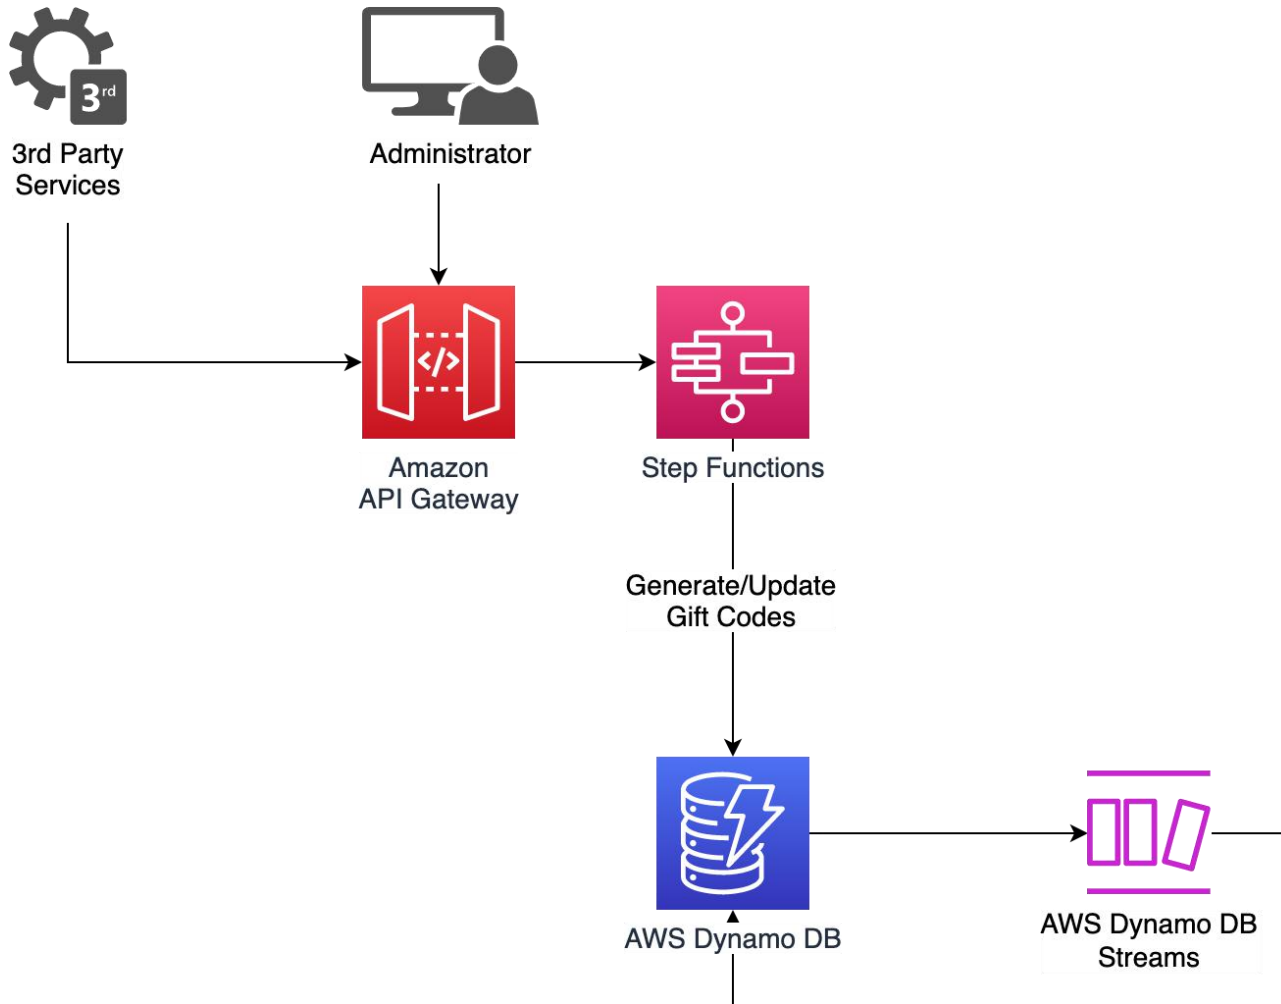 3rd
3rd Party
Services
Administrator
</>
Amazon
API Gateway
Step Functions
Generate/Update
Gift Codes
AWS Dynamo DB
AWS Dynamo DB
Streams